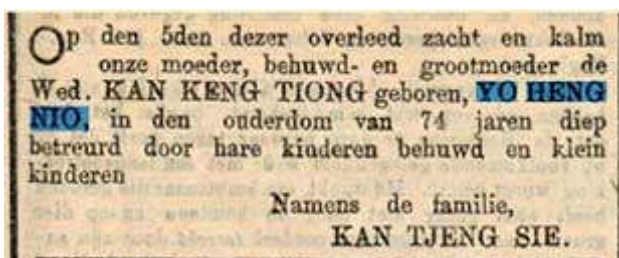 Op den 5den dezer overleed zacht en kalm
onze moeder, behuwd- en grootmoeder de
Wed. KAN KENG TIONG geboren, YO HENG
NIO, in den ouderdom van 74 jaren diep
betreurd door hare kinderen behuwd en klein
kinderen
Namens de familie,
KAN TJENG SIE.